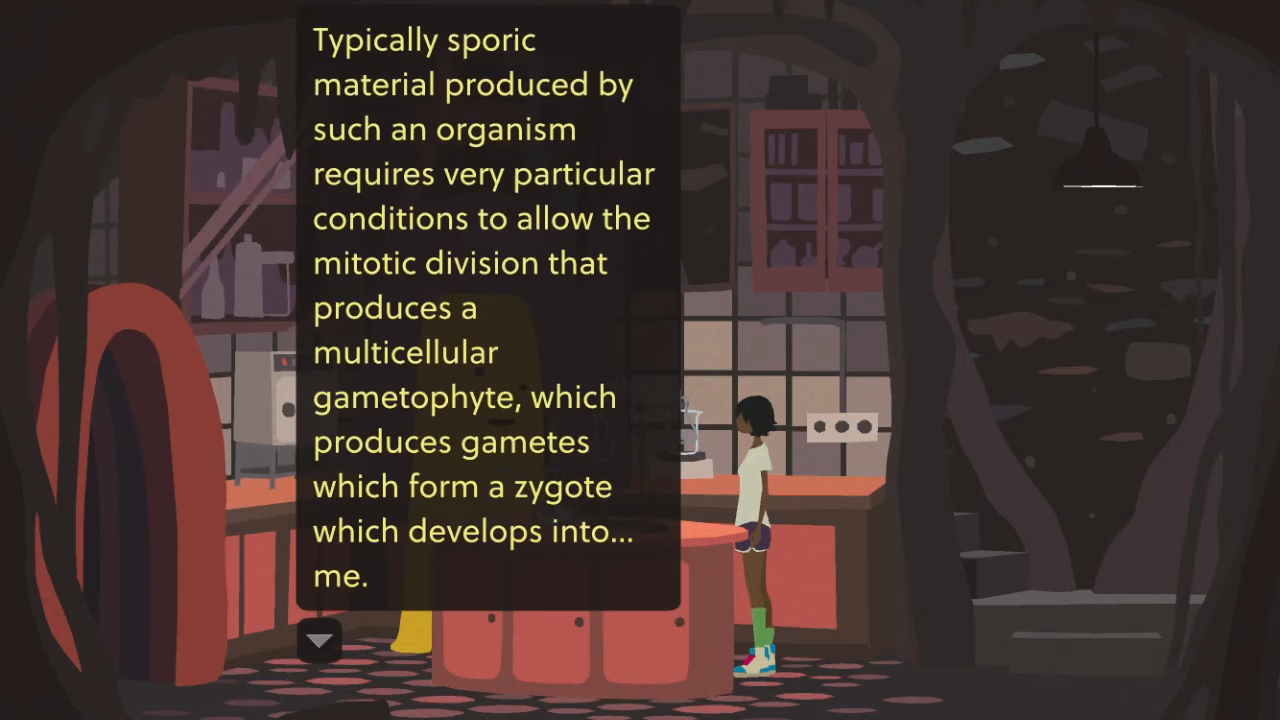 Typically sporic
material produced by
such an organism
requires very particular
conditions to allow the
mitotic division that
produces a
multicellular
gametophyte, which
produces gametes
which form a zygote
which develops into...
me.